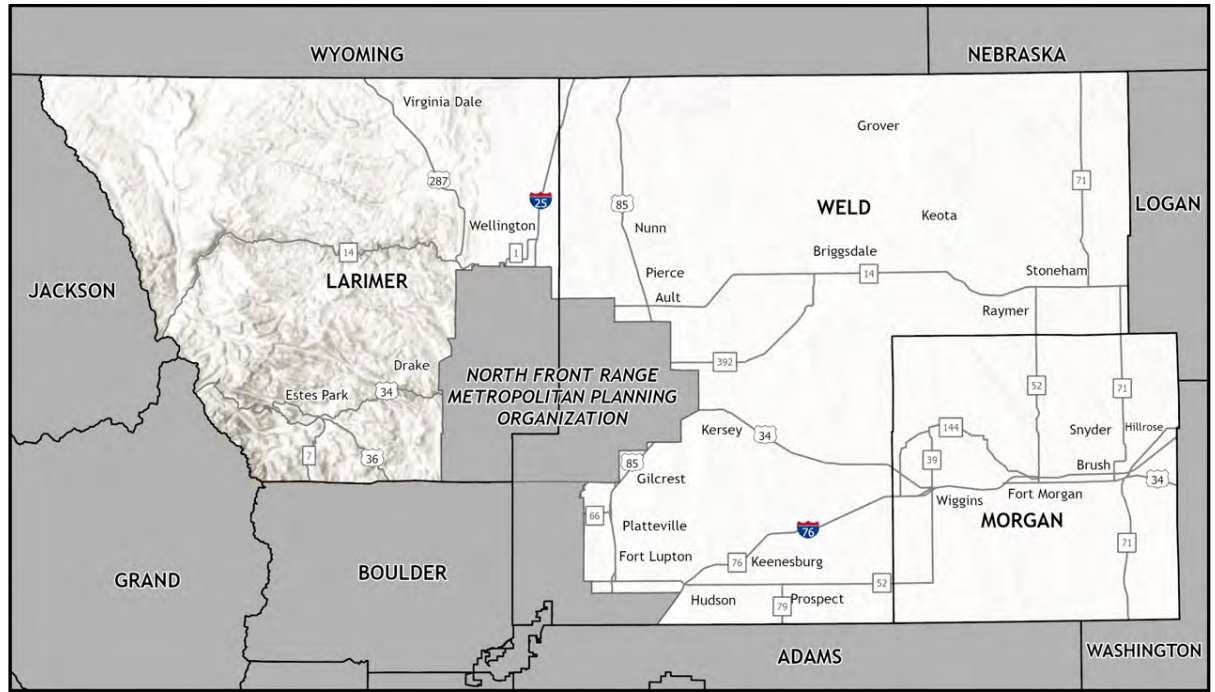 WYOMING
NEBRASKA
Virginia Dale
Grover
287
25
85
71
LOGAN
WELD
Keota
Wellington
Nunn
1
14
Briggsdale
LARIMER
Pierce
14
Stoneham
JACKSON
Ault
Raymer
392
Drake
NORTH FRONT RANGE
METROPOLITAN PLANNING
ORGANIZATION
Estes Park
34
52
71
Kersey
34
144
Snyder
Hillrose
7
36
85
39
Brush
Gilcrest
34
Fort Morgan
Wiggins
66
Platteville
76
MORGAN
71
Fort Lupton
76
Keenesburg
GRAND
BOULDER
52
Hudson
79
Prospect
ADAMS
WASHINGTON